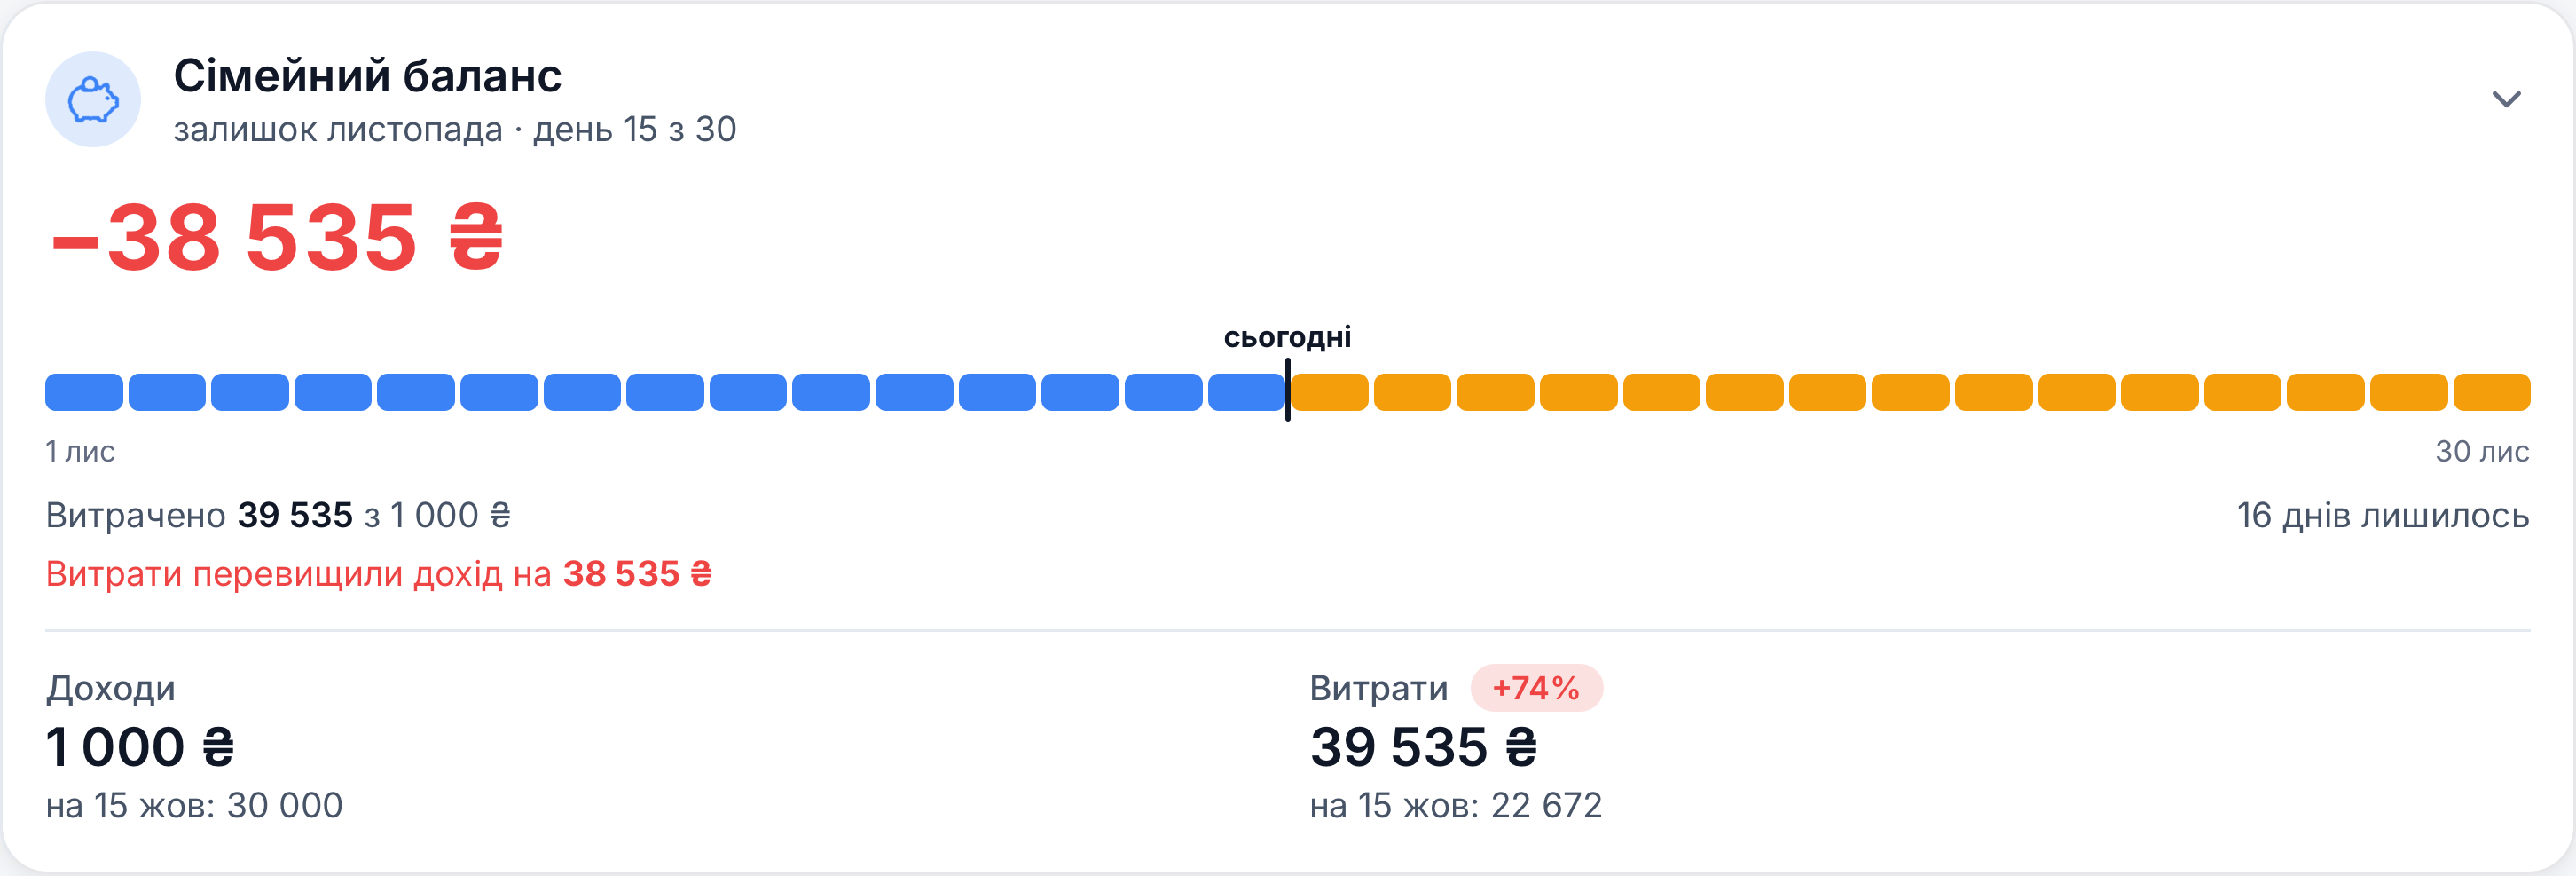 Сімейний баланс
залишок листопада · день 15 з 30
−38 535 ₴
сьогодні
1 лис
30 лис
Витрачено 39 535 з 1 000 ₴
16 днів лишилось
Витрати перевищили дохід на 38 535 ₴
Доходи
1 000 ₴
на 15 жов: 30 000
Витрати +74%
39 535 ₴
на 15 жов: 22 672